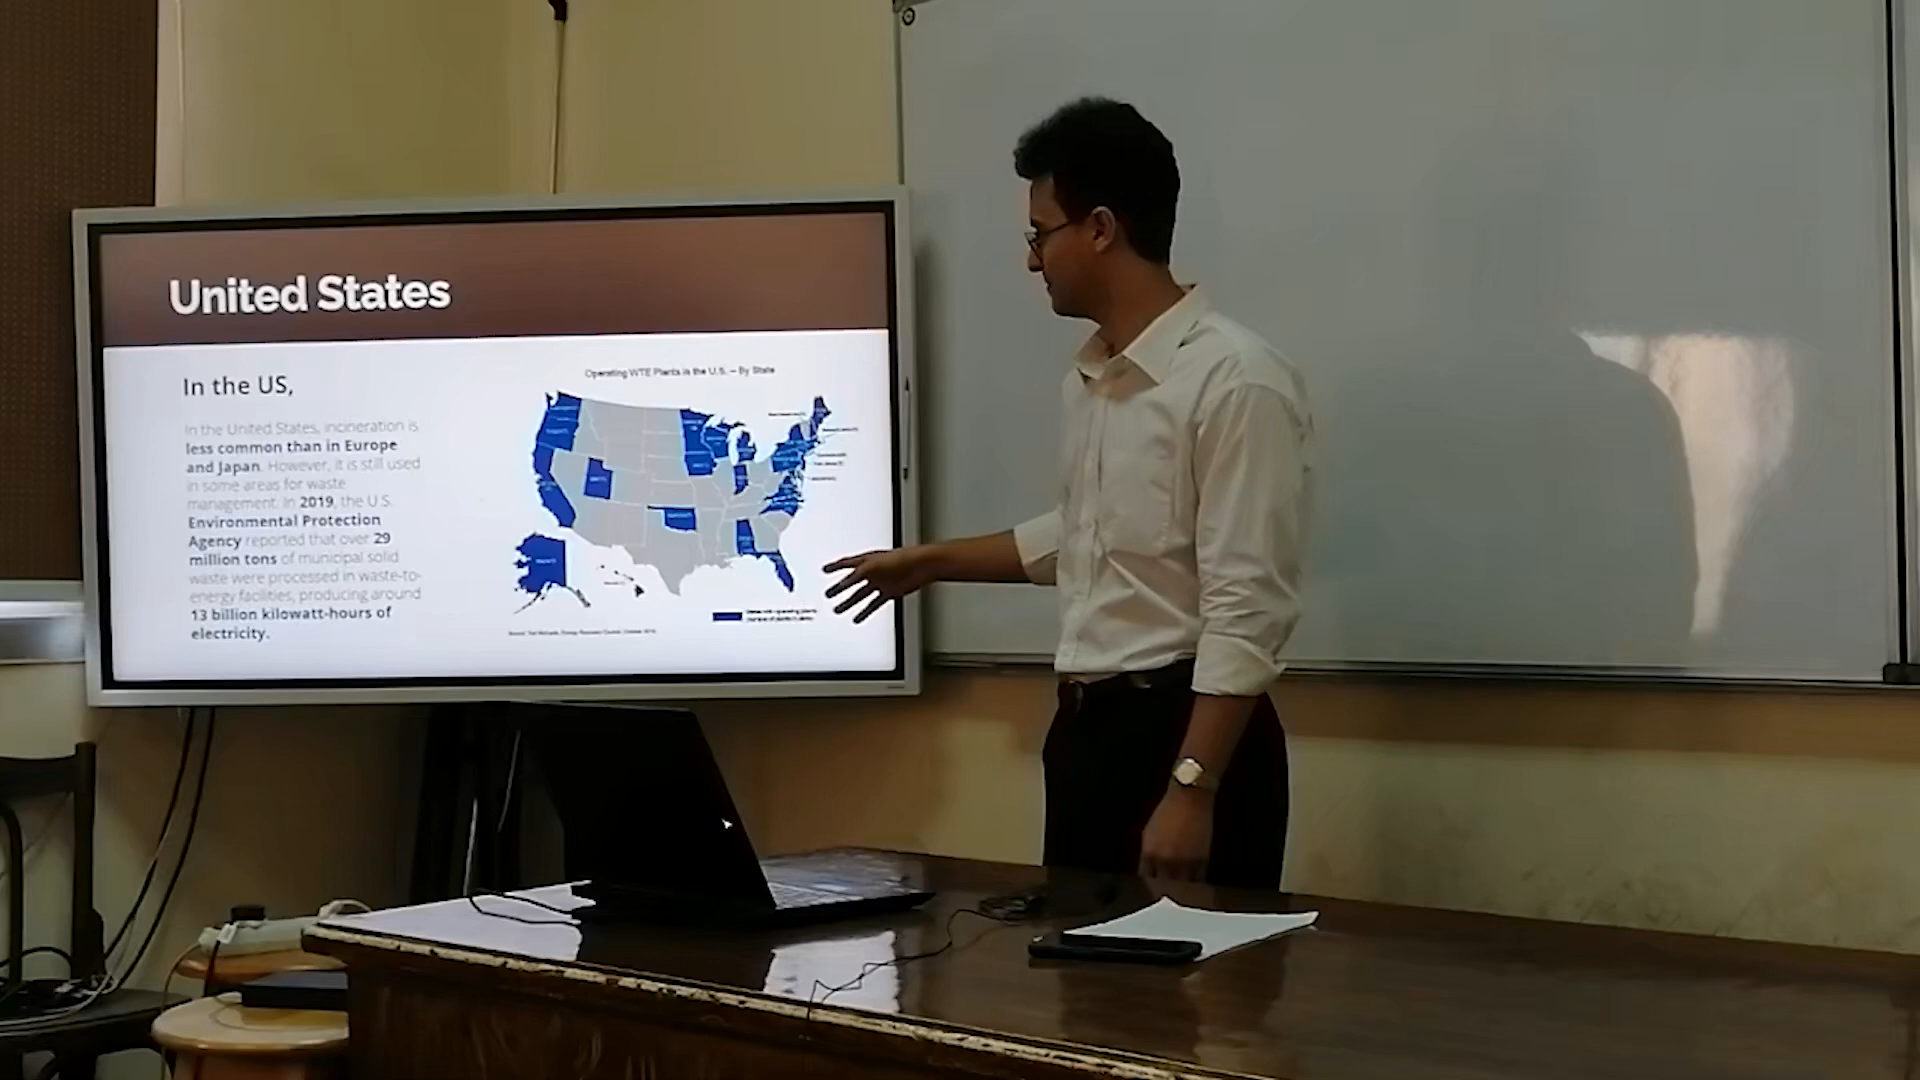 United States
In the US,
In the United States, incineration is
less common than in Europe
and Japan. However, it is still used
in some areas for waste
management. In 2019, the U.S.
Environmental Protection
Agency reported that over 29
million tons of municipal solid
waste were processed in waste-to-
energy facilities, producing around
13 billion kilowatt-hours of
electricity.
Operating WTE Plants in the U.S. – By State